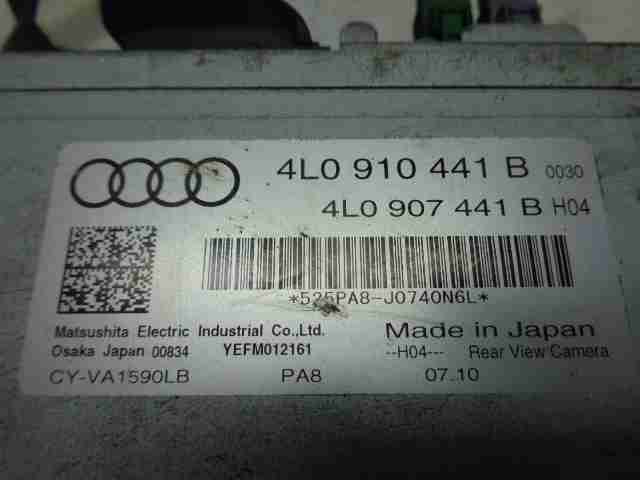 4L0 910 441 B 0030
4L0 907 441 B H04
*525PA8-J0740N6L*
Matsushita Electric Industrial Co.,Ltd.
Osaka Japan 00834 YEFM012161
Made in Japan
--H04--- Rear View Camera
CY-VA1590LB PA8 07.10